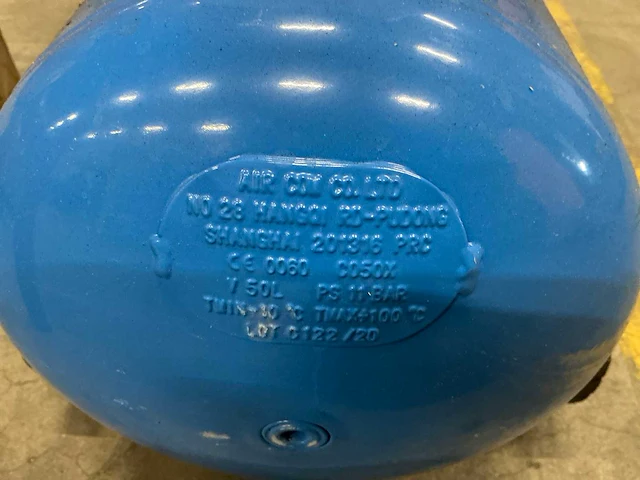 AIR COM CO. LTD
NO 28 HANGQI RD-PUDONG
SHANGHAI 201316 PRC
CE 0060 C050X
V 50L PS 11 BAR
TMIN-10 °C TMAX+100 °C
LOT C122/20